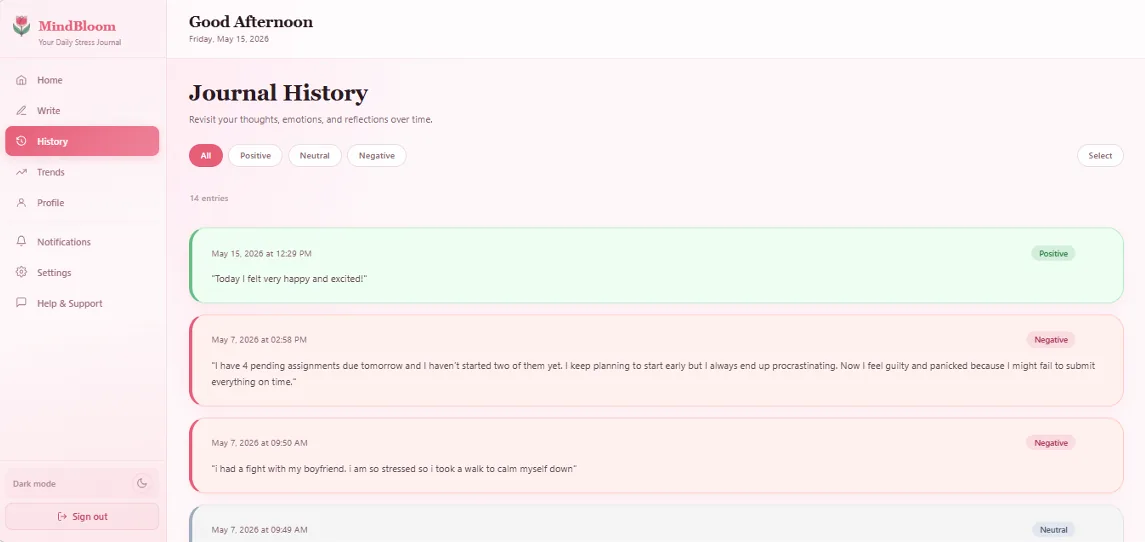 MindBloom
Your Daily Stress Journal
Home
Write
History
Trends
Profile
Notifications
Settings
Help & Support
Dark mode
Sign out
Good Afternoon
Friday, May 15, 2026
Journal History
Revisit your thoughts, emotions, and reflections over time.
All
Positive
Neutral
Negative
Select
14 entries
May 15, 2026 at 12:29 PM
Positive
"Today I felt very happy and excited!"
May 7, 2026 at 02:58 PM
Negative
"I have 4 pending assignments due tomorrow and I haven't started two of them yet. I keep planning to start early but I always end up procrastinating. Now I feel guilty and panicked because I might fail to submit
everything on time."
May 7, 2026 at 09:50 AM
Negative
"i had a fight with my boyfriend. i am so stressed so i took a walk to calm myself down"
May 7, 2026 at 09:49 AM
Neutral